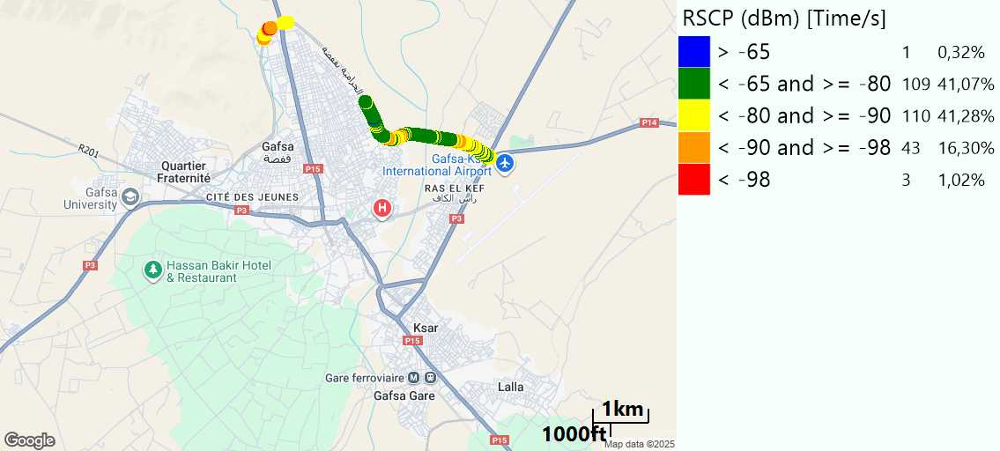 RSCP (dBm) [Time/s]
> -65 1 0,32%
< -65 and >= -80 109 41,07%
< -80 and >= -90 110 41,28%
< -90 and >= -98 43 16,30%
< -98 3 1,02%
P14
R201
Gafsa
قفصة
Gafsa-Ks
International Airport
Quartier
Fraternité
P15
Gafsa
University
CITÉ DES JEUNES
RAS EL KEF
راس الكاف
H
P3
P3
P3
Hassan Bakir Hotel
& Restaurant
Ksar
P15
Gare ferroviaire
M
Gafsa Gare
Lalla
P15
1km
1000ft
Google
Map data ©2025